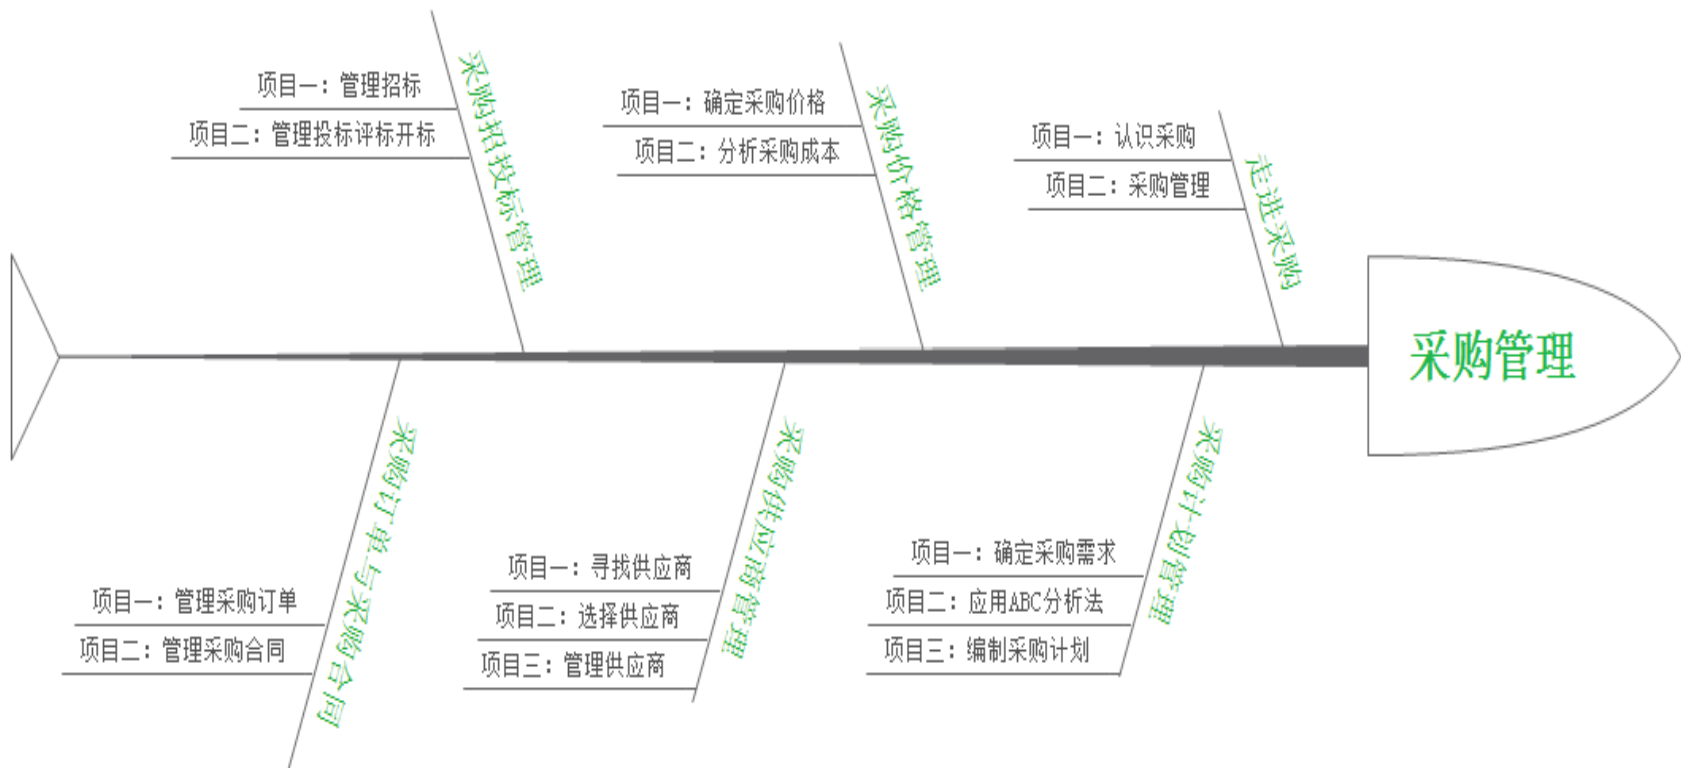 采购招投标管理
项目一：管理招标
项目二：管理投标评标开标
采购价格管理
项目一：确定采购价格
项目二：分析采购成本
走进采购
项目一：认识采购
项目二：采购管理
采购管理
采购订单与采购合同
项目一：管理采购订单
项目二：管理采购合同
采购供应商管理
项目一：寻找供应商
项目二：选择供应商
项目三：管理供应商
采购计划管理
项目一：确定采购需求
项目二：应用ABC分析法
项目三：编制采购计划